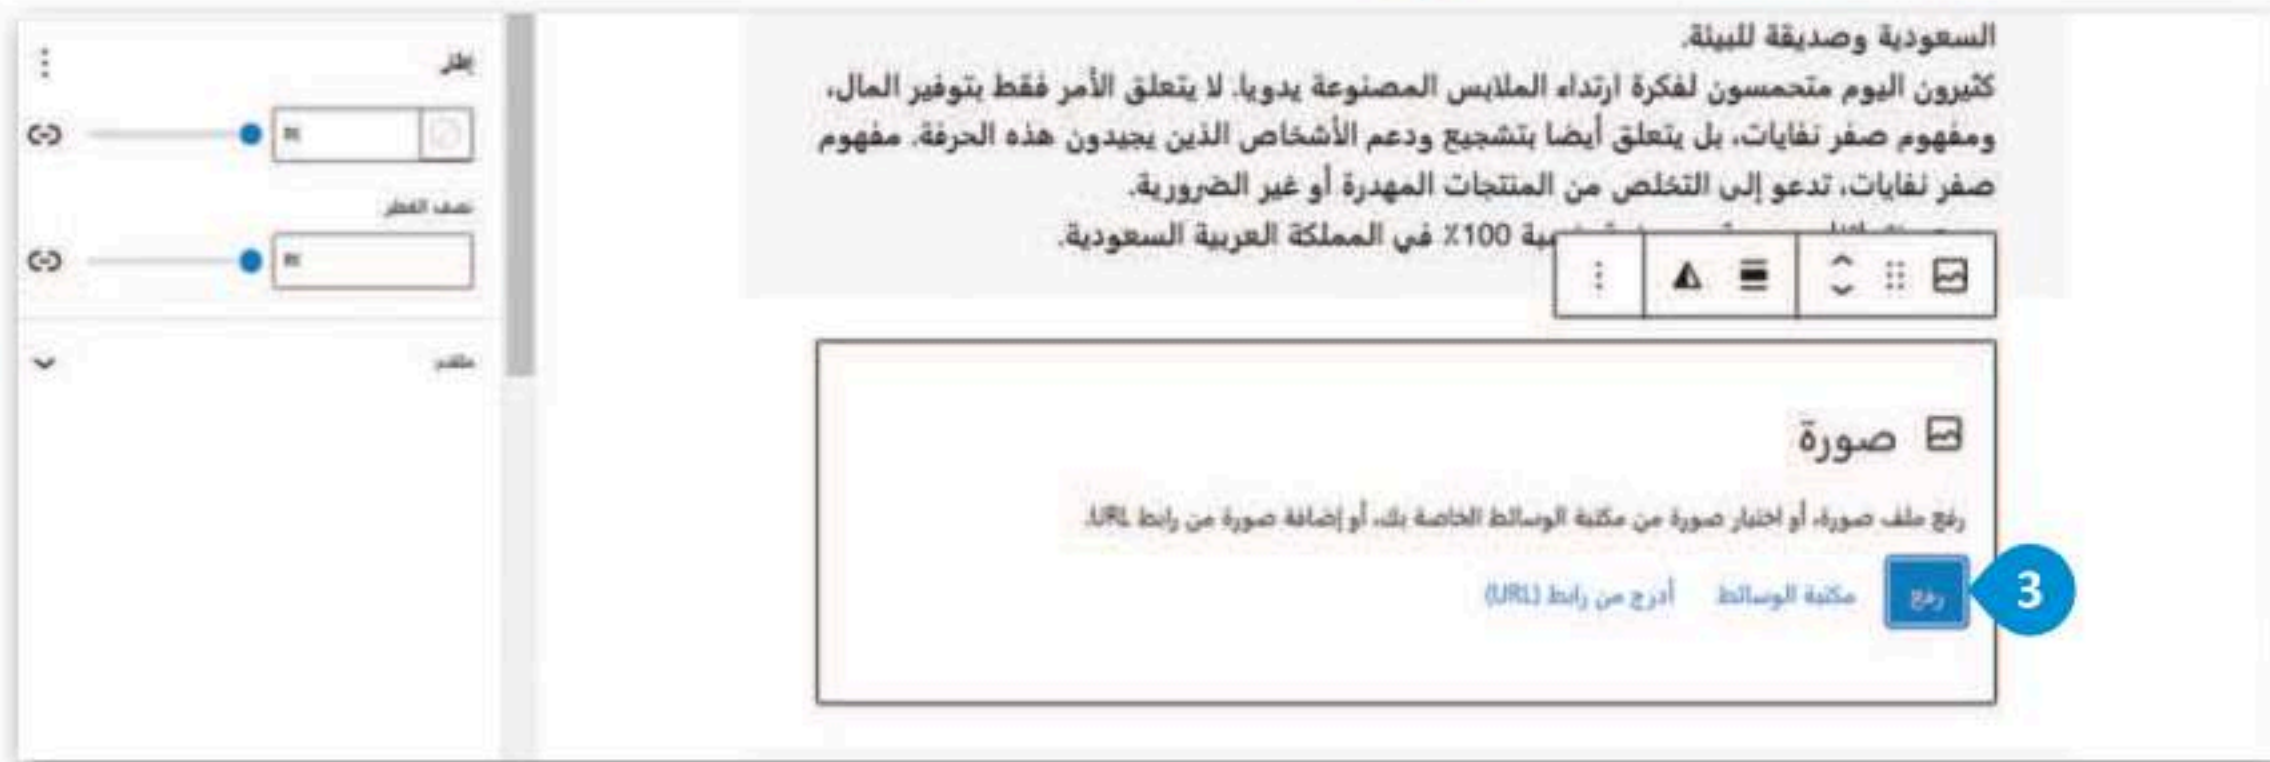 السعودية وصديقة للبيئة.
كثيرون اليوم متحمسون لفكرة ارتداء الملابس المصنوعة يدويا. لا يتعلق الأمر فقط بتوفير المال،
ومفهوم صفر نفايات، بل يتعلق أيضا بتشجيع ودعم الأشخاص الذين يجيدون هذه الحرفة. مفهوم
صفر نفايات، تدعو إلى التخلص من المنتجات المهدرة أو غير الضرورية.
100٪ في المملكة العربية السعودية.
صورة
رفع ملف صورة، أو اختيار صورة من مكتبة الوسائط الخاصة بك، أو إضافة صورة من رابط URL.
رفع
مكتبة الوسائط
أدرج من رابط (URL)
3
إطار
نصف القطر
متقدم